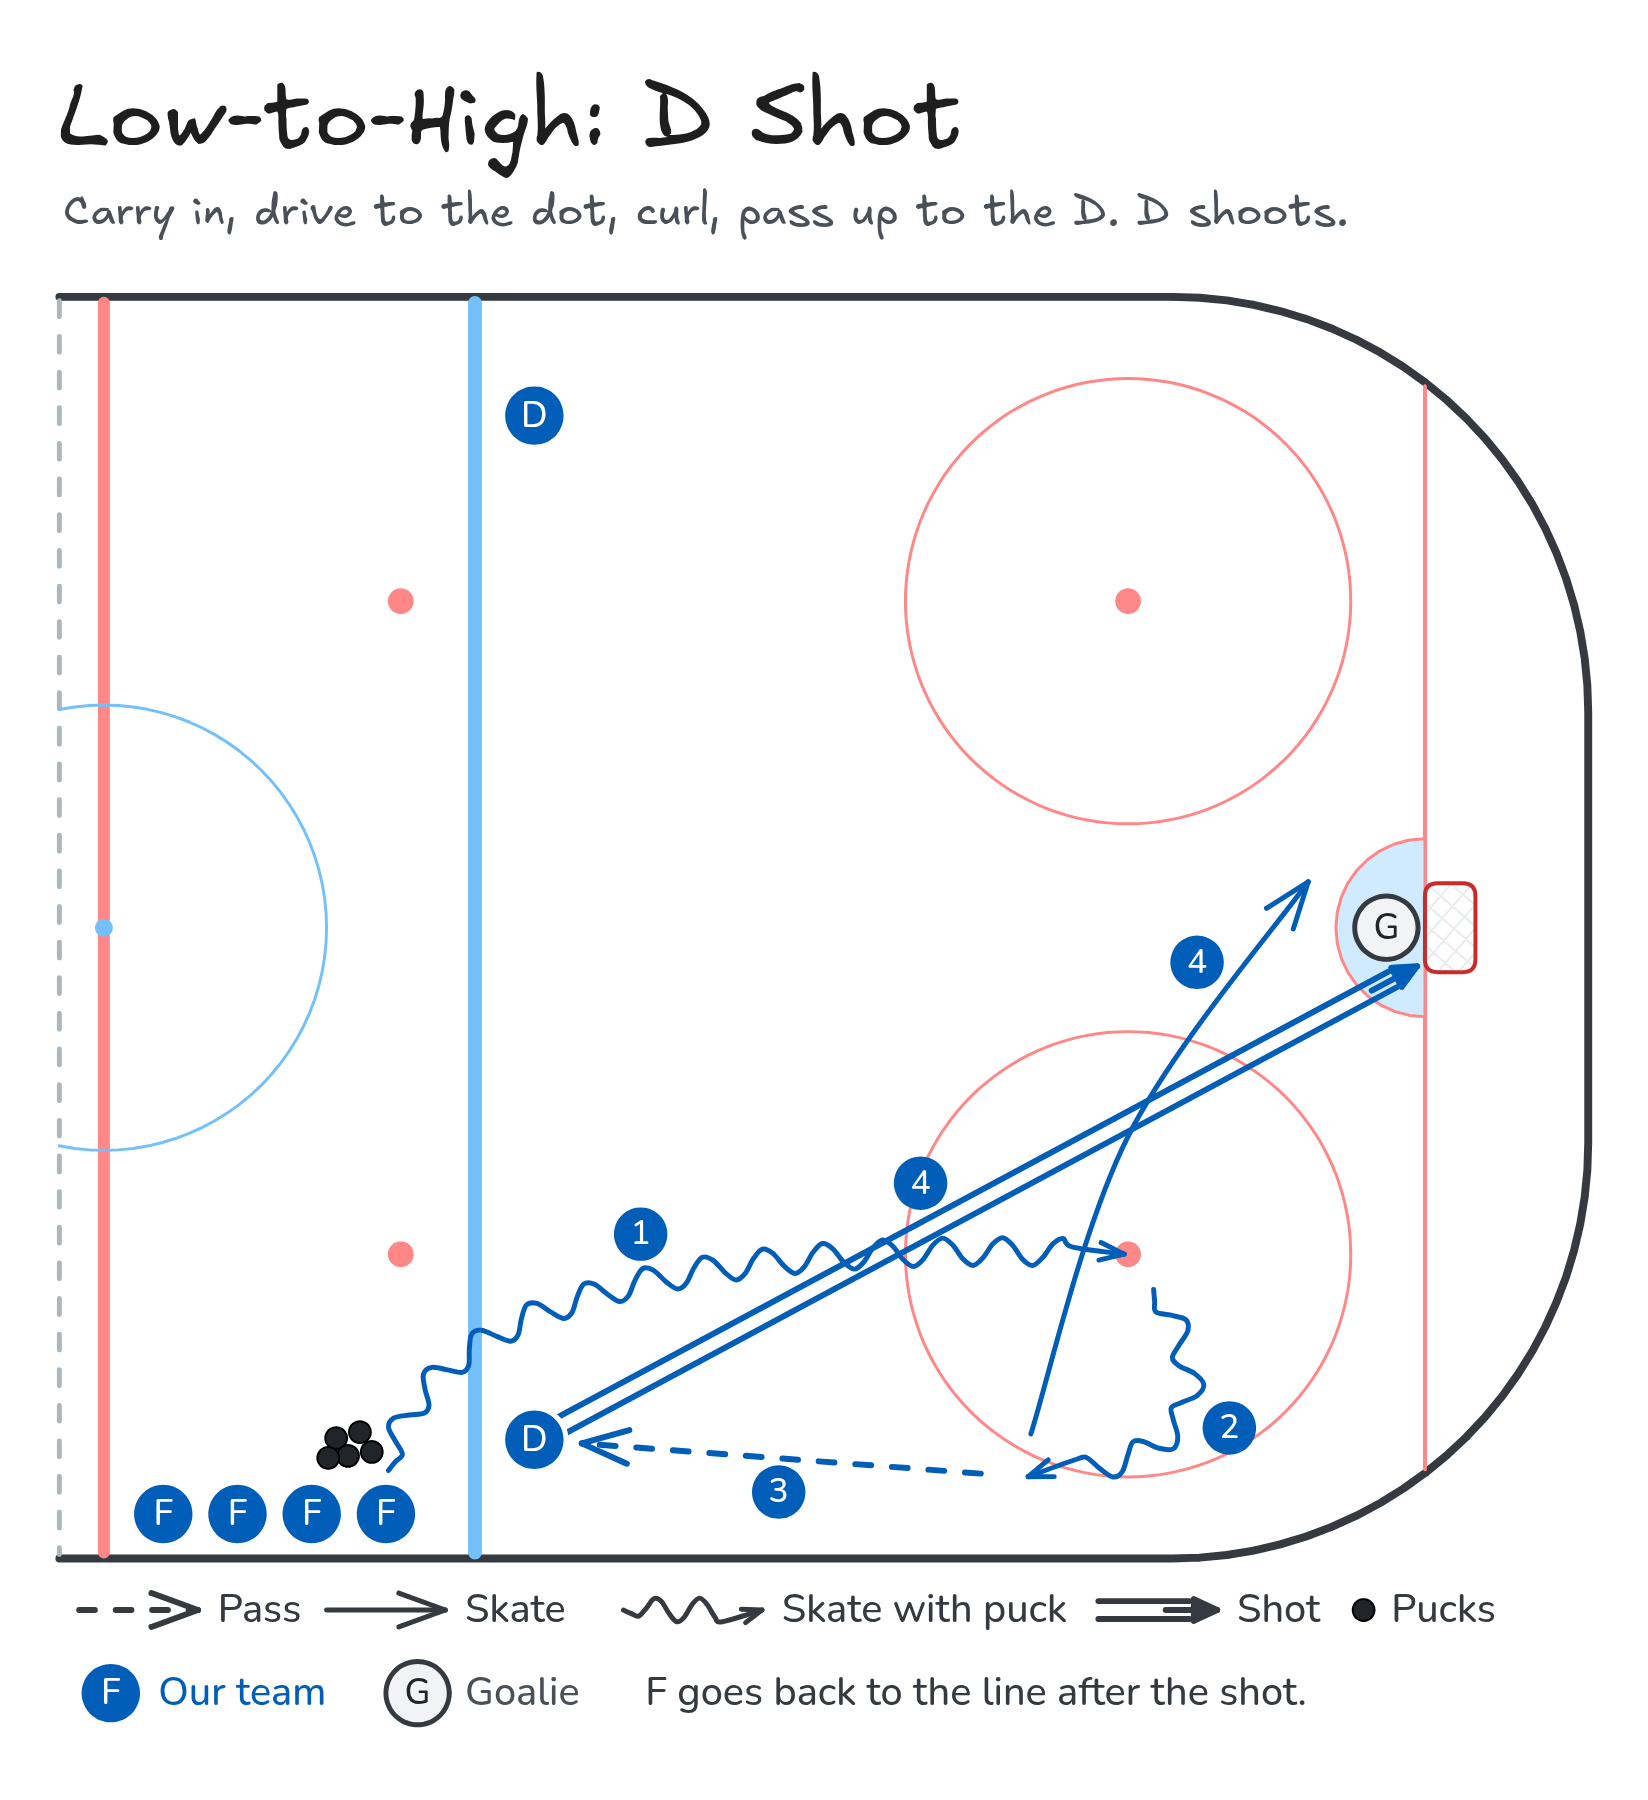 Low-to-High: D Shot
Carry in, drive to the dot, curl, pass up to the D. D shoots.
D
G
4
4
1
2
D
3
F F F F
Pass Skate Skate with puck Shot Pucks
F Our team G Goalie F goes back to the line after the shot.